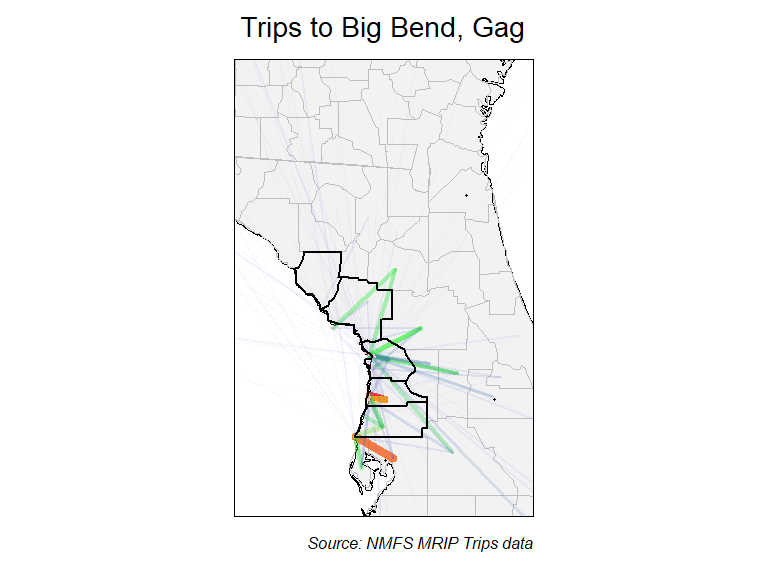 Trips to Big Bend, Gag
Source: NMFS MRIP Trips data